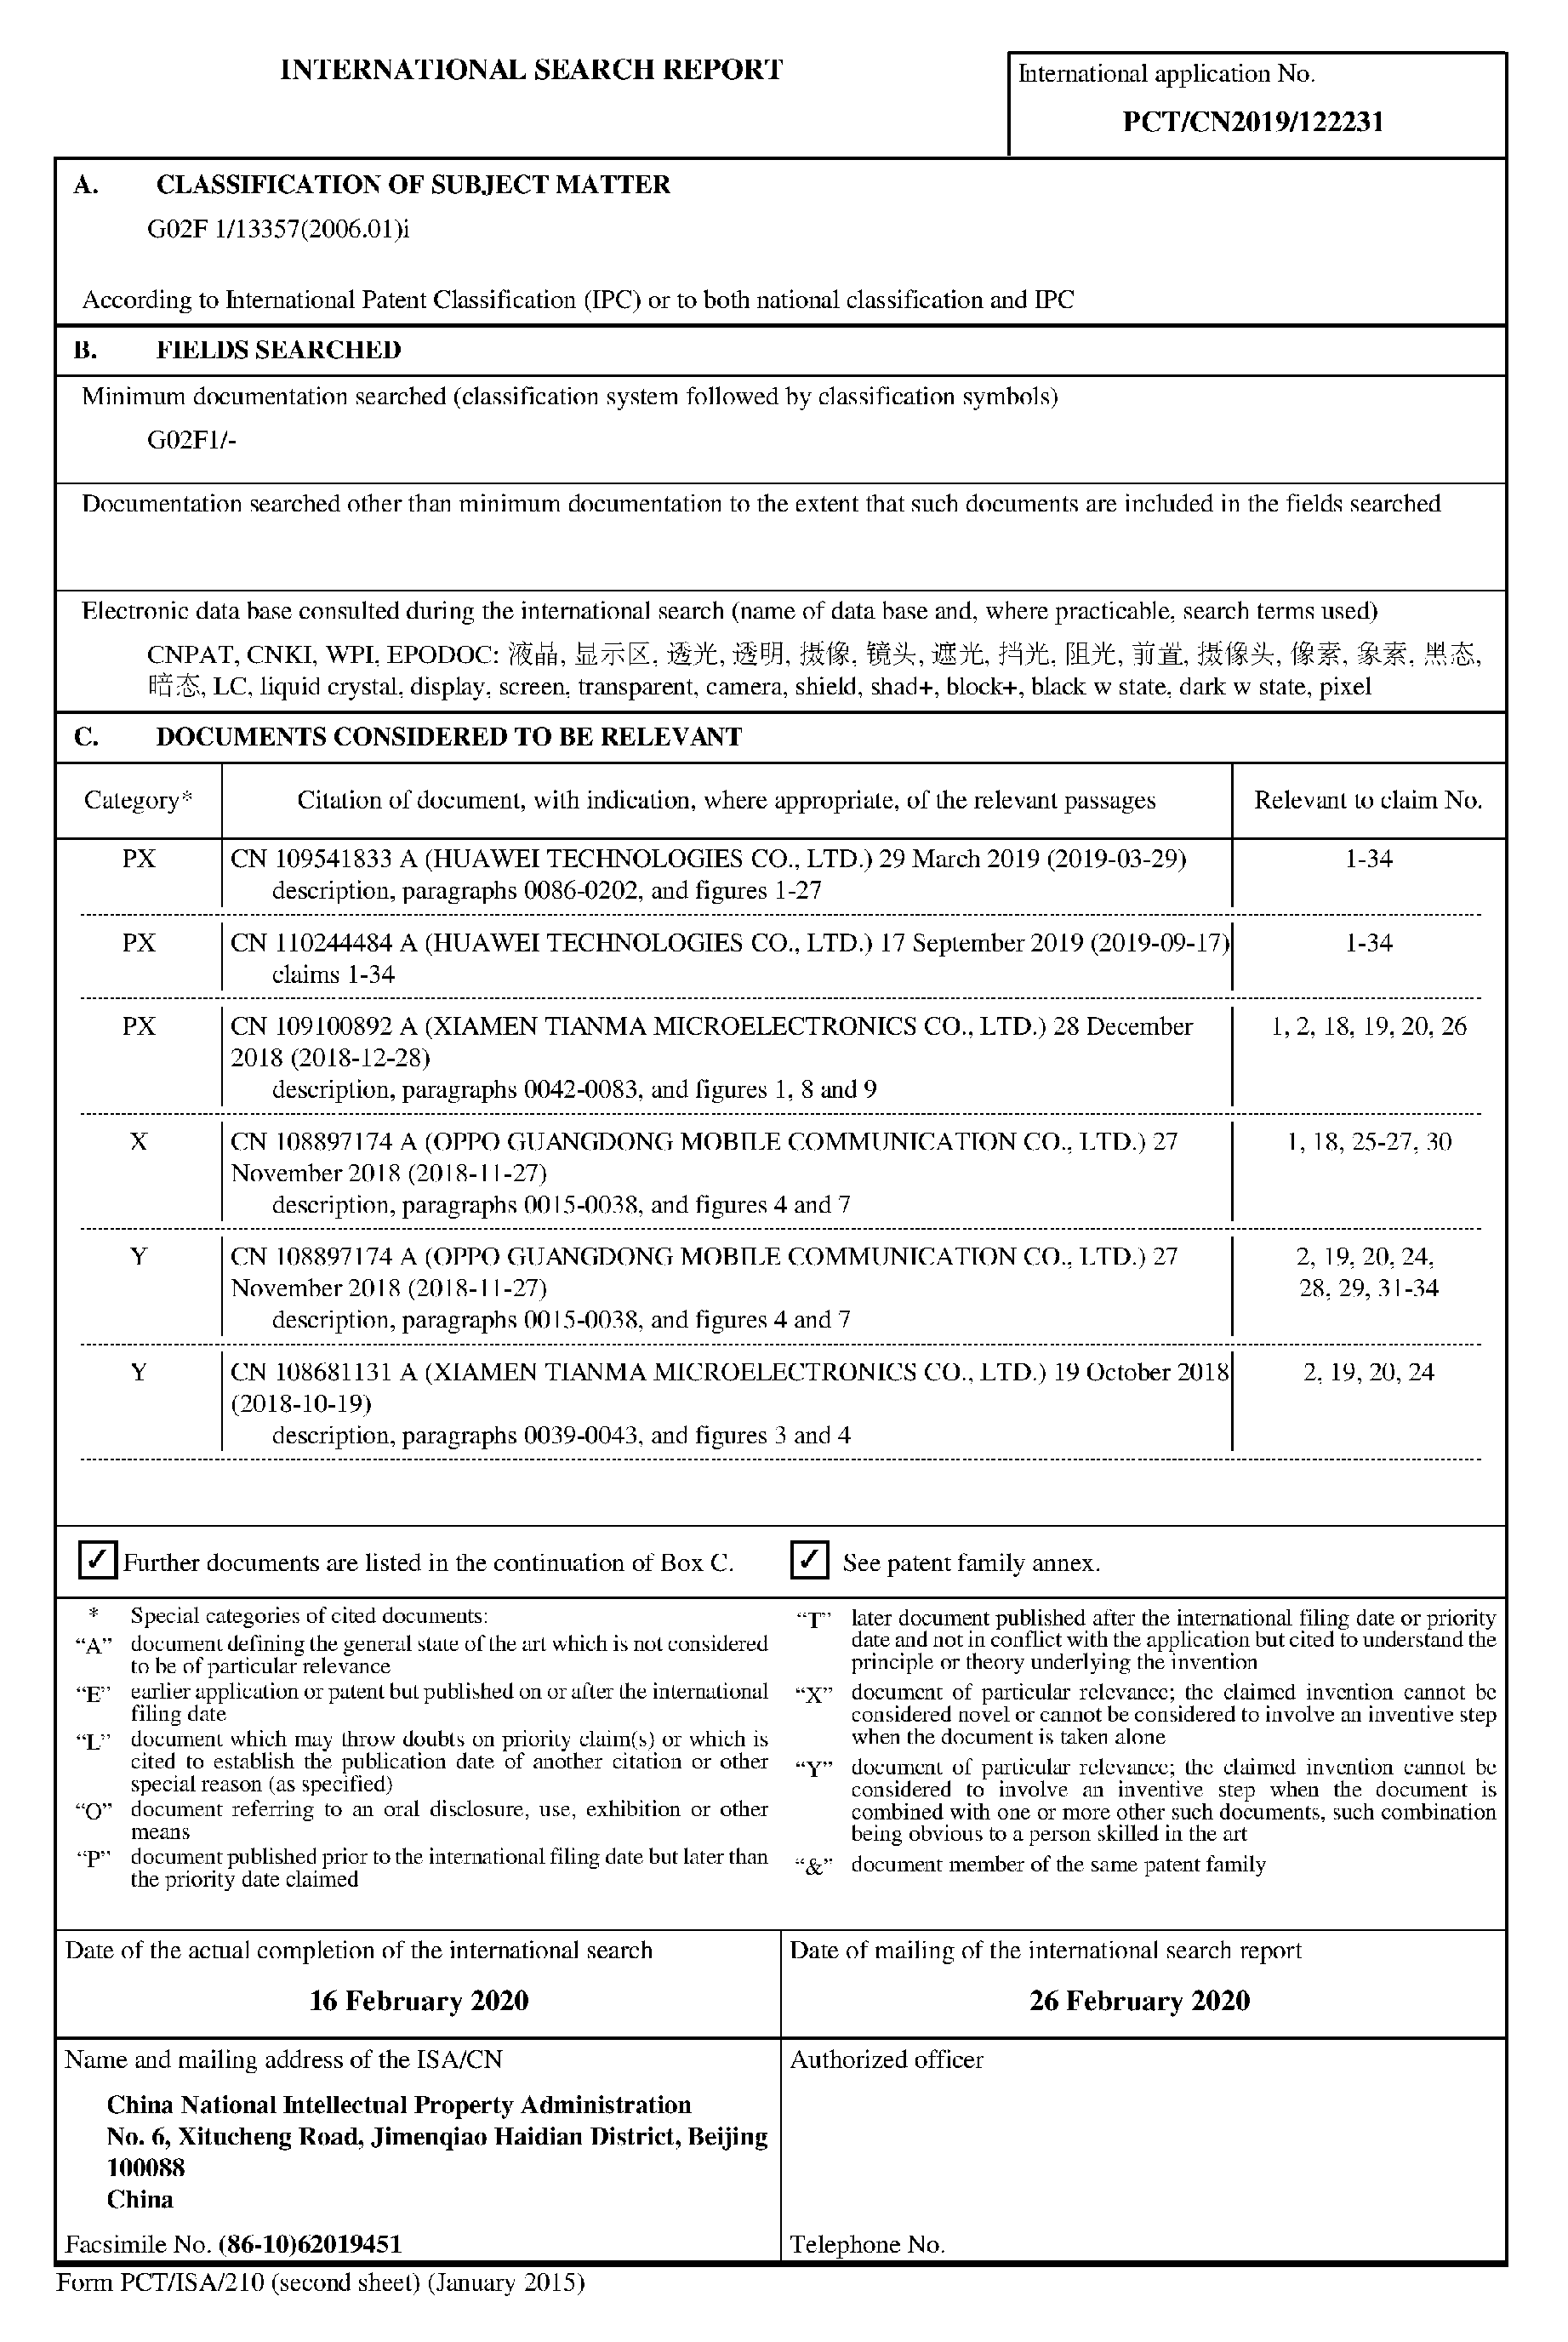 INTERNATIONAL SEARCH REPORT
International application No.
PCT/CN2019/122231
A. CLASSIFICATION OF SUBJECT MATTER
G02F 1/13357(2006.01)i
According to International Patent Classification (IPC) or to both national classification and IPC
B. FIELDS SEARCHED
Minimum documentation searched (classification system followed by classification symbols)
G02F1/-
Documentation searched other than minimum documentation to the extent that such documents are included in the fields searched
Electronic data base consulted during the international search (name of data base and, where practicable, search terms used)
CNPAT, CNKI, WPI, EPODOC: 液晶, 显示区, 透光, 透明, 摄像, 镜头, 遮光, 挡光, 阻光, 前置, 摄像头, 像素, 象素, 黑态,
暗态, LC, liquid crystal, display, screen, transparent, camera, shield, shad+, block+, black w state, dark w state, pixel
C. DOCUMENTS CONSIDERED TO BE RELEVANT
Category* Citation of document, with indication, where appropriate, of the relevant passages Relevant to claim No.
PX CN 109541833 A (HUAWEI TECHNOLOGIES CO., LTD.) 29 March 2019 (2019-03-29) 1-34
description, paragraphs 0086-0202, and figures 1-27
PX CN 110244484 A (HUAWEI TECHNOLOGIES CO., LTD.) 17 September 2019 (2019-09-17) 1-34
claims 1-34
PX CN 109100892 A (XIAMEN TIANMA MICROELECTRONICS CO., LTD.) 28 December 1, 2, 18, 19, 20, 26
2018 (2018-12-28)
description, paragraphs 0042-0083, and figures 1, 8 and 9
X CN 108897174 A (OPPO GUANGDONG MOBILE COMMUNICATION CO., LTD.) 27 1, 18, 25-27, 30
November 2018 (2018-11-27)
description, paragraphs 0015-0038, and figures 4 and 7
Y CN 108897174 A (OPPO GUANGDONG MOBILE COMMUNICATION CO., LTD.) 27 2, 19, 20, 24,
November 2018 (2018-11-27) 28, 29, 31-34
description, paragraphs 0015-0038, and figures 4 and 7
Y CN 108681131 A (XIAMEN TIANMA MICROELECTRONICS CO., LTD.) 19 October 2018 2, 19, 20, 24
(2018-10-19)
description, paragraphs 0039-0043, and figures 3 and 4
✓ Further documents are listed in the continuation of Box C. ✓ See patent family annex.
* Special categories of cited documents:
“A” document defining the general state of the art which is not considered
to be of particular relevance
“E” earlier application or patent but published on or after the international
filing date
“L” document which may throw doubts on priority claim(s) or which is
cited to establish the publication date of another citation or other
special reason (as specified)
“O” document referring to an oral disclosure, use, exhibition or other
means
“P” document published prior to the international filing date but later than
the priority date claimed
“T” later document published after the international filing date or priority
date and not in conflict with the application but cited to understand the
principle or theory underlying the invention
“X” document of particular relevance; the claimed invention cannot be
considered novel or cannot be considered to involve an inventive step
when the document is taken alone
“Y” document of particular relevance; the claimed invention cannot be
considered to involve an inventive step when the document is
combined with one or more other such documents, such combination
being obvious to a person skilled in the art
“&” document member of the same patent family
Date of the actual completion of the international search
16 February 2020
Date of mailing of the international search report
26 February 2020
Name and mailing address of the ISA/CN
China National Intellectual Property Administration
No. 6, Xitucheng Road, Jimenqiao Haidian District, Beijing
100088
China
Facsimile No. (86-10)62019451
Authorized officer
Telephone No.
Form PCT/ISA/210 (second sheet) (January 2015)